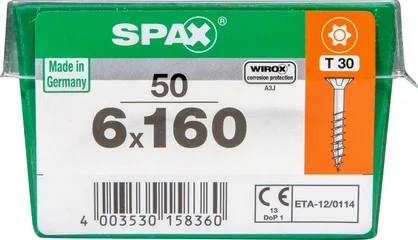 SPAX®
Made in
Germany
WIROX®
corrosion protection
A3J
T 30
50
6x160
4 003530 158360
CE
13
DoP 1
ETA-12/0114